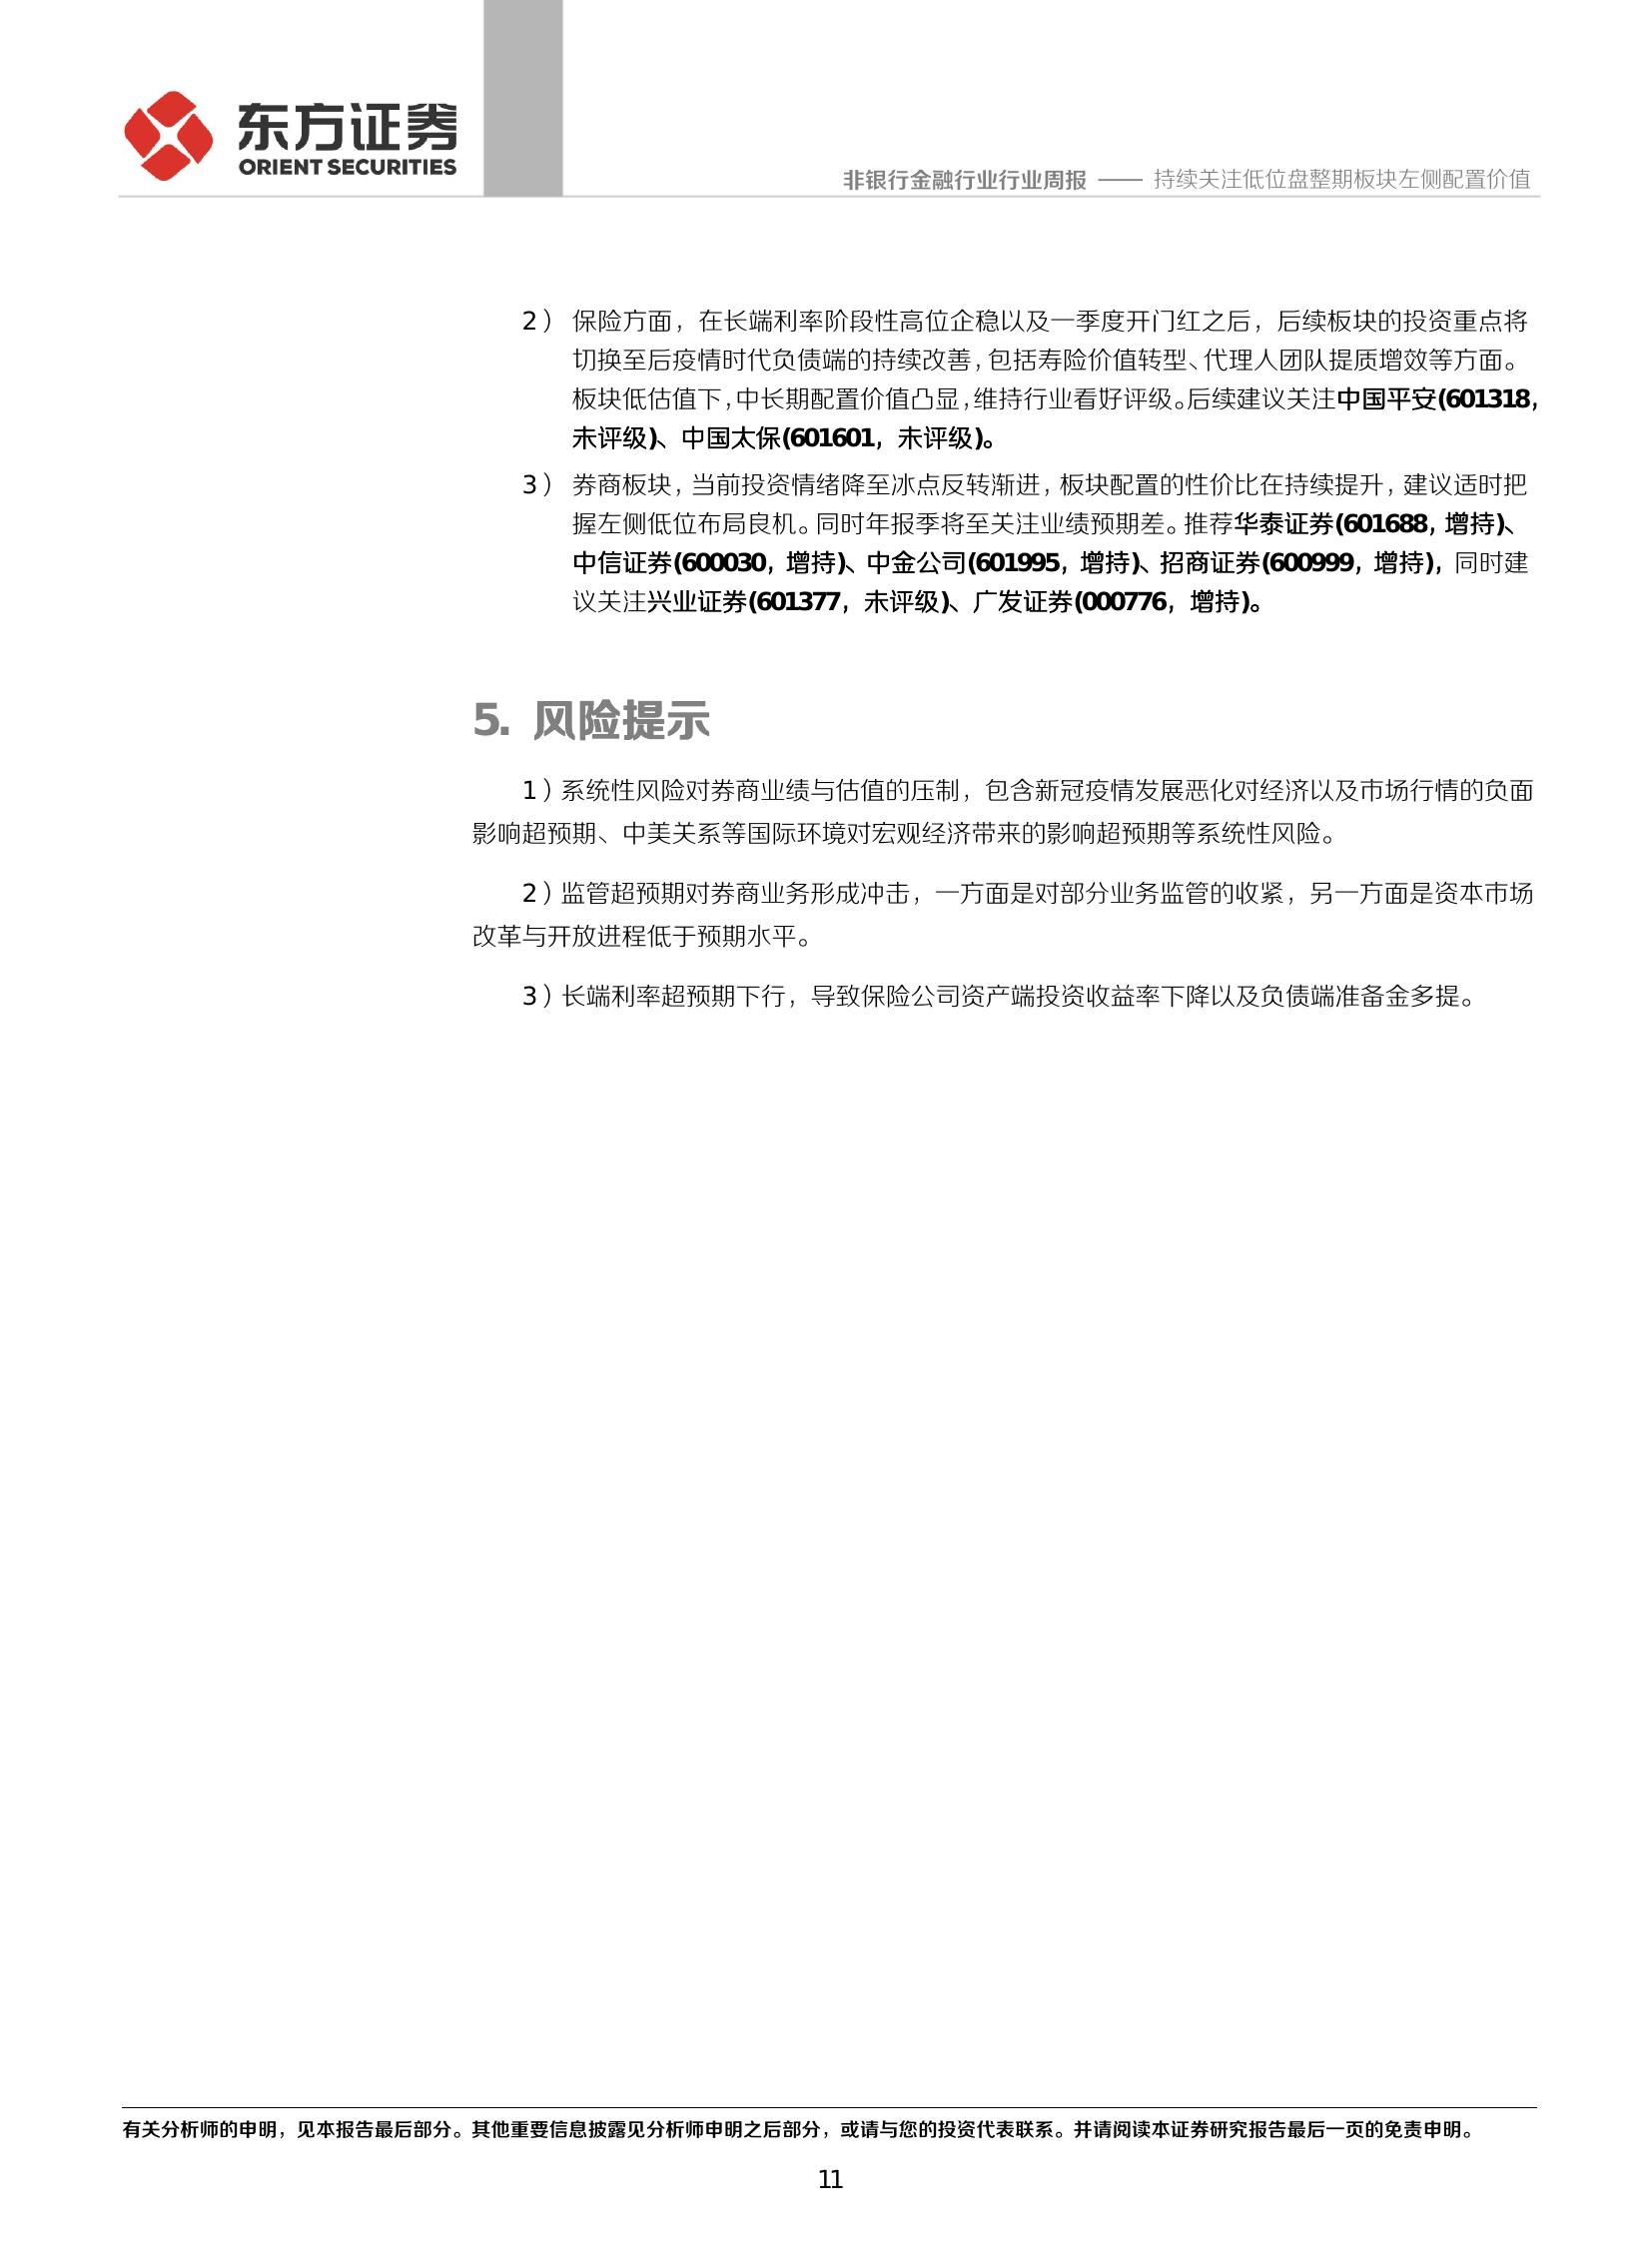 东方证券
ORIENT SECURITIES
非银行金融行业行业周报 —— 持续关注低位盘整期板块左侧配置价值
2） 保险方面，在长端利率阶段性高位企稳以及一季度开门红之后，后续板块的投资重点将
切换至后疫情时代负债端的持续改善，包括寿险价值转型、代理人团队提质增效等方面。
板块低估值下，中长期配置价值凸显，维持行业看好评级。后续建议关注中国平安(601318，
未评级)、中国太保(601601，未评级)。
3） 券商板块，当前投资情绪降至冰点反转渐进，板块配置的性价比在持续提升，建议适时把
握左侧低位布局良机。同时年报季将至关注业绩预期差。推荐华泰证券(601688，增持)、
中信证券(600030，增持)、中金公司(601995，增持)、招商证券(600999，增持)，同时建
议关注兴业证券(601377，未评级)、广发证券(000776，增持)。
5. 风险提示
1）系统性风险对券商业绩与估值的压制，包含新冠疫情发展恶化对经济以及市场行情的负面
影响超预期、中美关系等国际环境对宏观经济带来的影响超预期等系统性风险。
2）监管超预期对券商业务形成冲击，一方面是对部分业务监管的收紧，另一方面是资本市场
改革与开放进程低于预期水平。
3）长端利率超预期下行，导致保险公司资产端投资收益率下降以及负债端准备金多提。
有关分析师的申明，见本报告最后部分。其他重要信息披露见分析师申明之后部分，或请与您的投资代表联系。并请阅读本证券研究报告最后一页的免责申明。
11